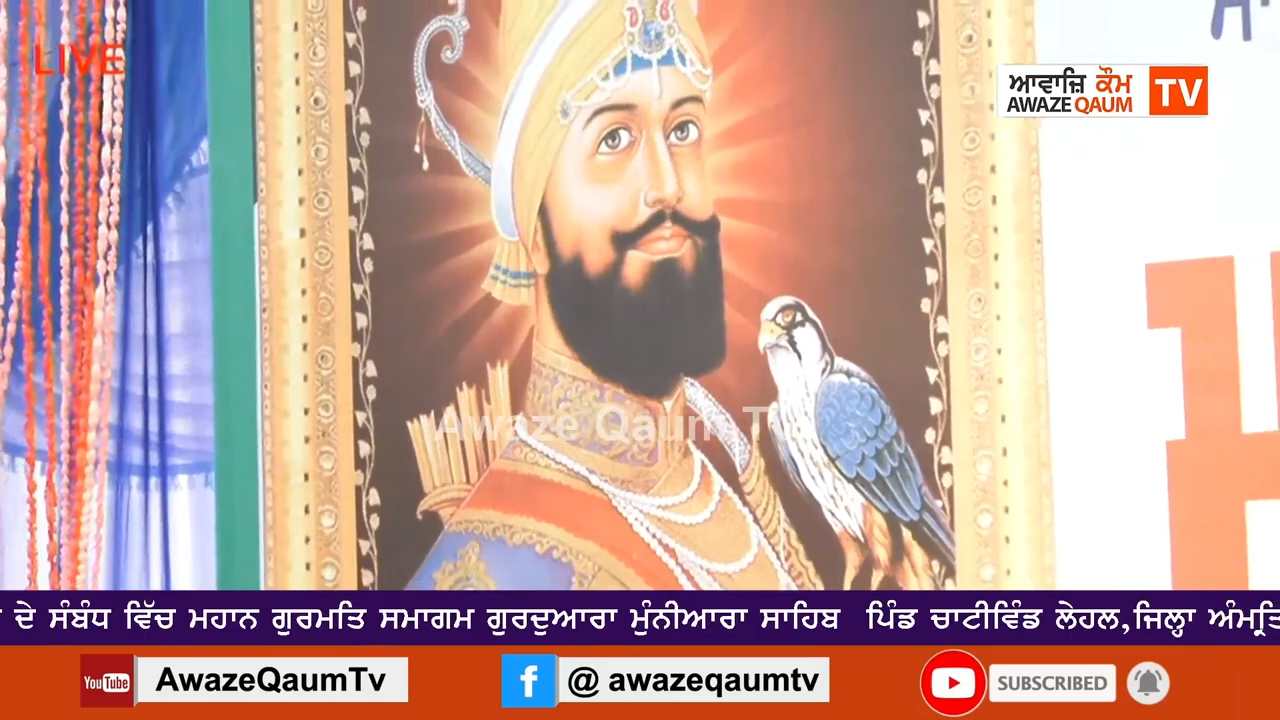 LIVE
ਆਵਾਜ਼ਿ ਕੌਮ
AWAZE QAUM
TV
Awaze Qaum Tv
ਦੇ ਸੰਬੰਧ ਵਿੱਚ ਮਹਾਨ ਗੁਰਮਤਿ ਸਮਾਗਮ ਗੁਰਦੁਆਰਾ ਮੁੰਨੀਆਰਾ ਸਾਹਿਬ ਪਿੰਡ ਚਾਟੀਵਿੰਡ ਲੇਹਲ,ਜਿਲ੍ਹਾ
YouTube AwazeQaumTv
f @ awazeqaumtv
SUBSCRIBED